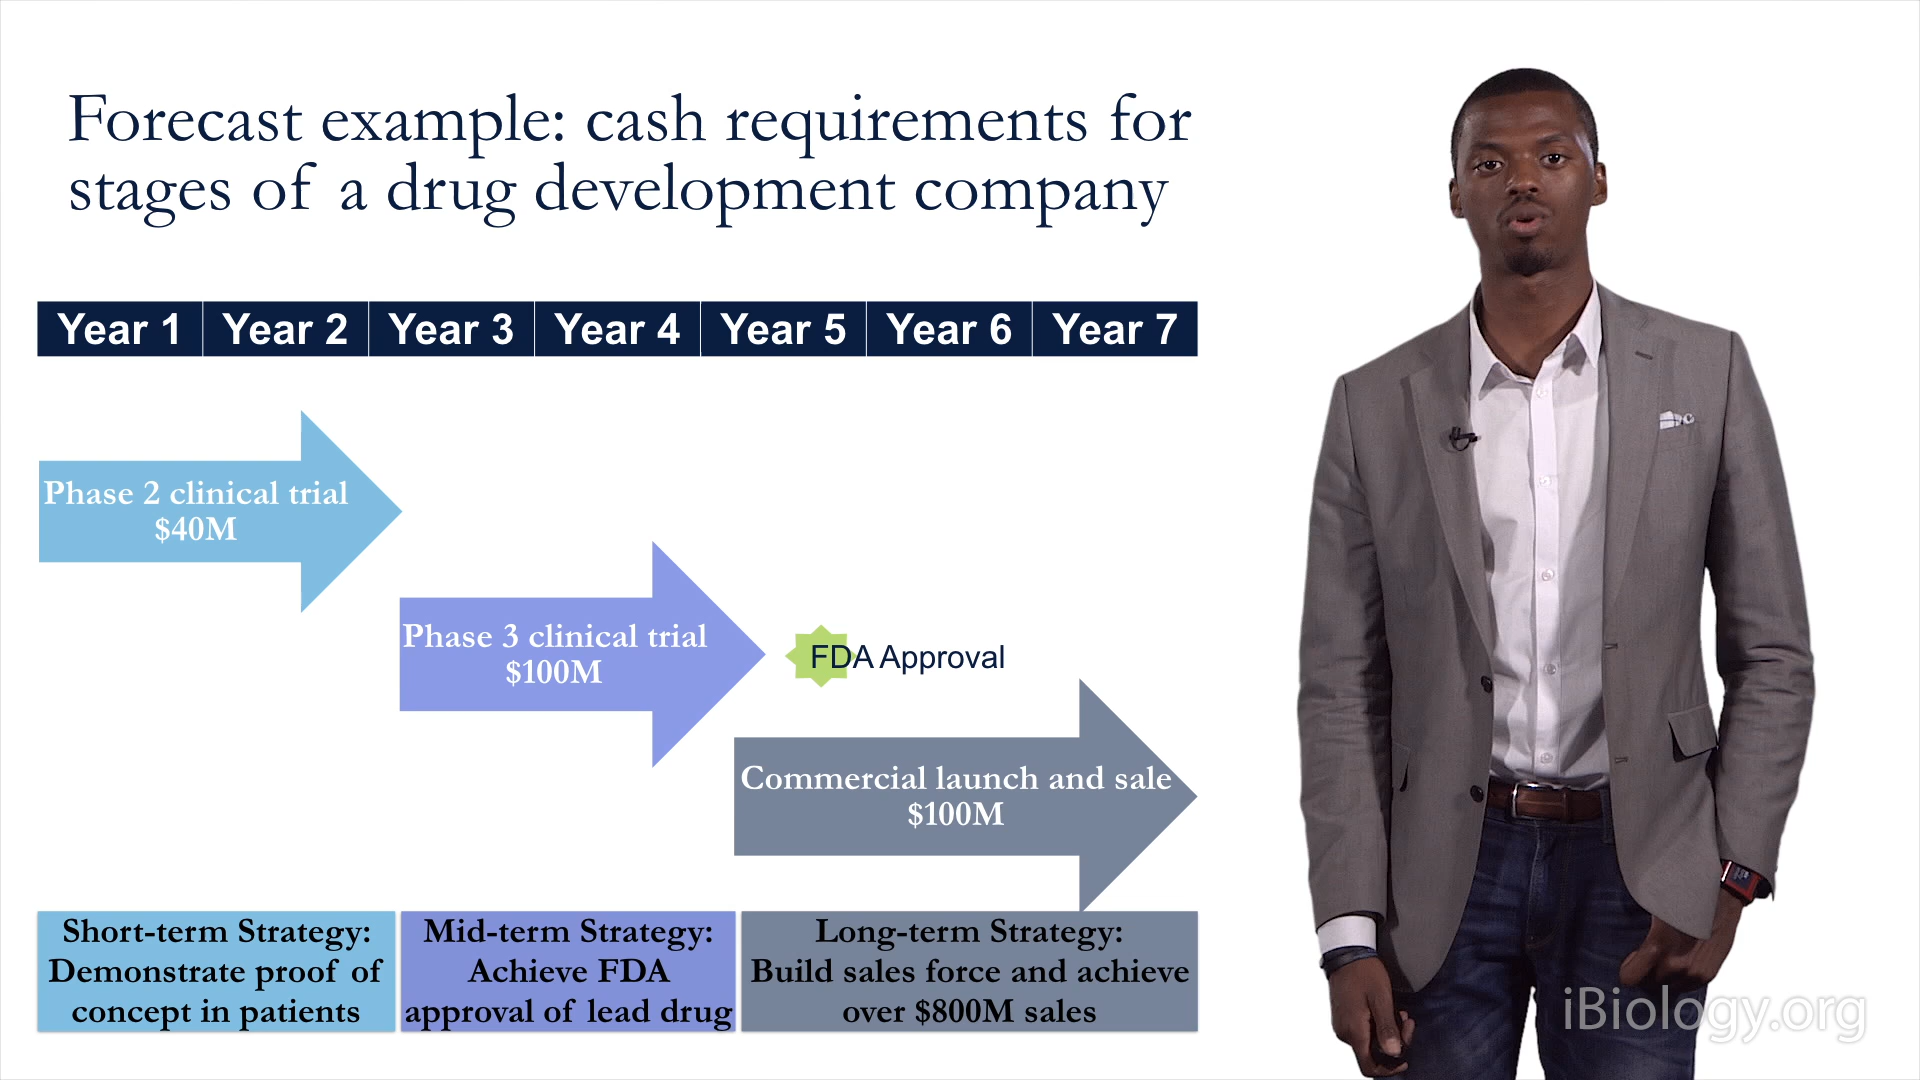 Forecast example: cash requirements for
stages of a drug development company
Year 1 Year 2 Year 3 Year 4 Year 5 Year 6 Year 7
Phase 2 clinical trial
$40M
Phase 3 clinical trial
$100M
FDA Approval
Commercial launch and sale
$100M
Short-term Strategy:
Demonstrate proof of
concept in patients
Mid-term Strategy:
Achieve FDA
approval of lead drug
Long-term Strategy:
Build sales force and achieve
over $800M sales
iBiology.org